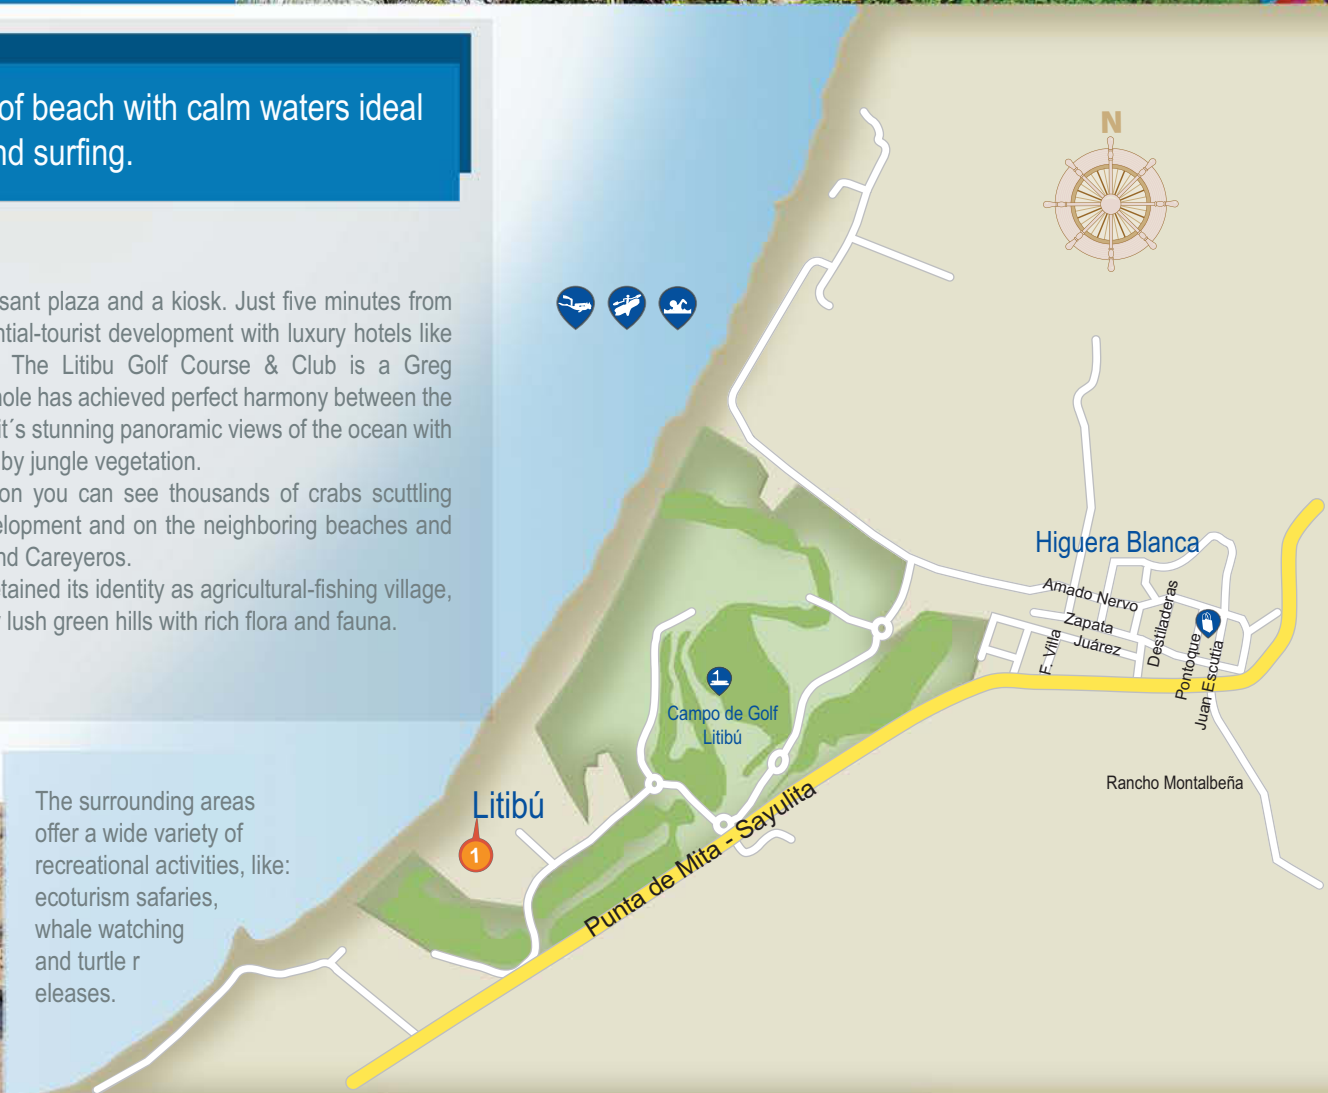 of beach with calm waters ideal
nd surfing.
sant plaza and a kiosk. Just five minutes from
ntial-tourist development with luxury hotels like
The Litibu Golf Course & Club is a Greg
hole has achieved perfect harmony between the
it´s stunning panoramic views of the ocean with
by jungle vegetation.
on you can see thousands of crabs scuttling
elopment and on the neighboring beaches and
nd Careyeros.
etained its identity as agricultural-fishing village,
lush green hills with rich flora and fauna.
The surrounding areas
offer a wide variety of
recreational activities, like:
ecoturism safaries,
whale watching
and turtle r
eleases.
N
Higuera Blanca
Amado Nervo
Zapata
Juárez
F. Villa
Destiladeras
Pontoque
Juan Escutia
Rancho Montalbeña
1
Campo de Golf
Litibú
Litibú
1
Punta de Mita - Sayulita